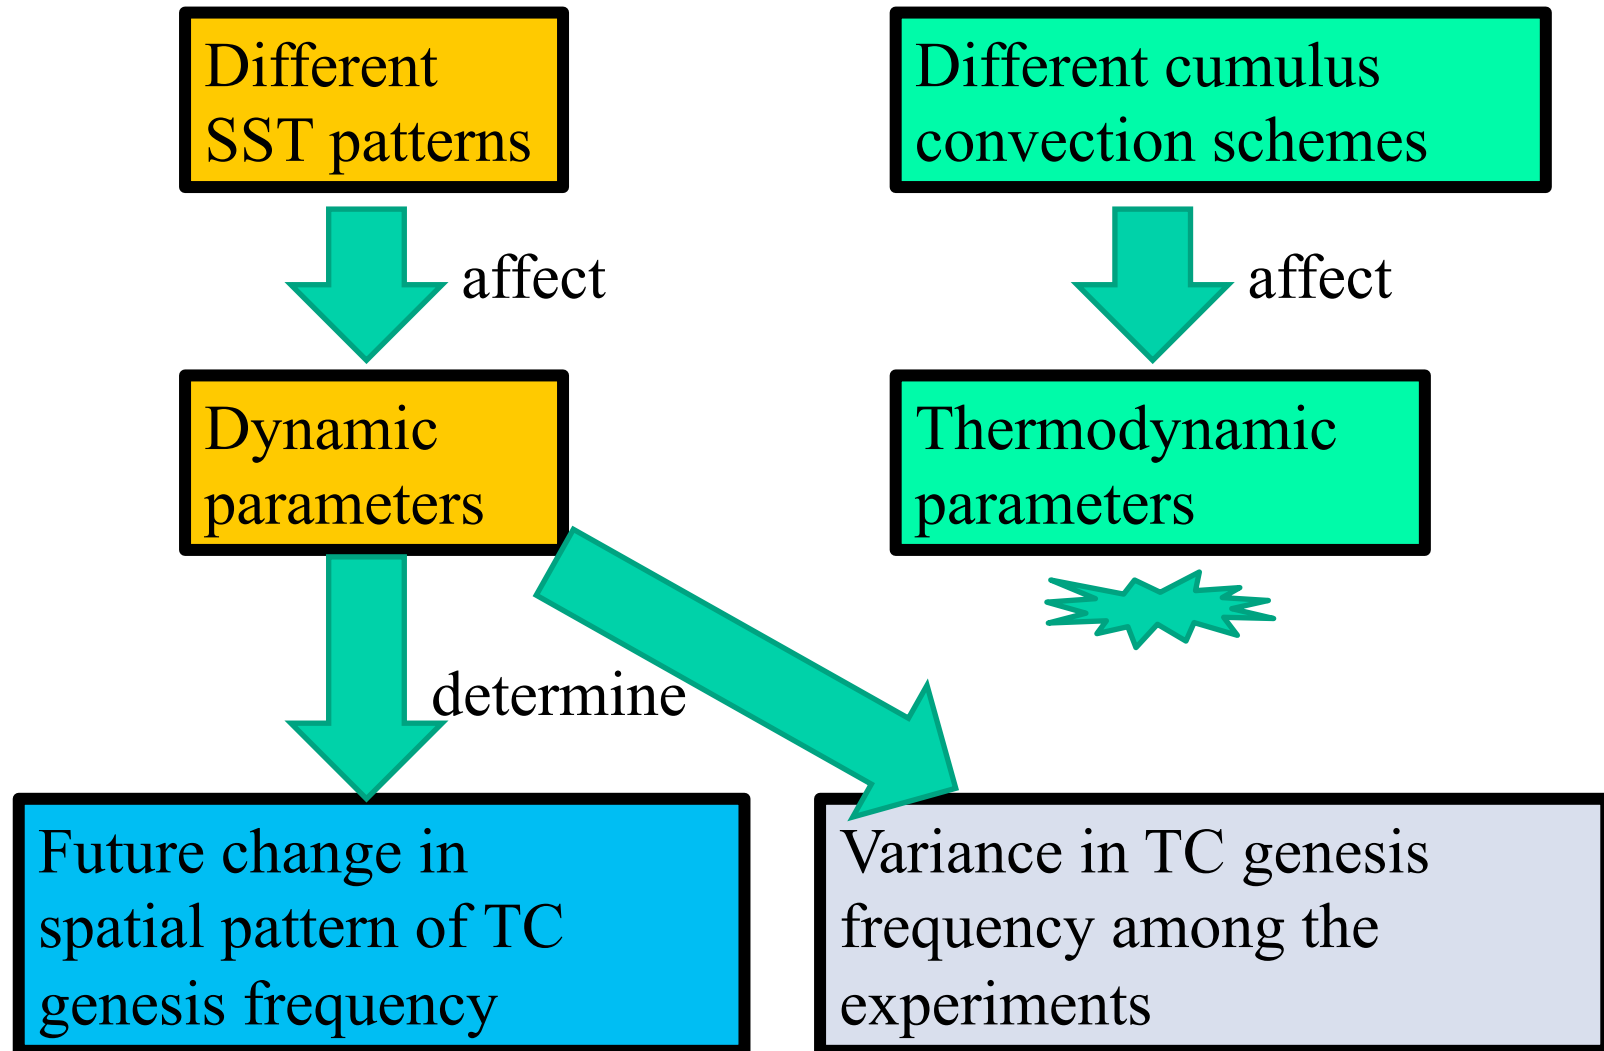 Different
SST patterns
Different cumulus
convection schemes
affect
affect
Dynamic
parameters
Thermodynamic
parameters
determine
Future change in
spatial pattern of TC
genesis frequency
Variance in TC genesis
frequency among the
experiments